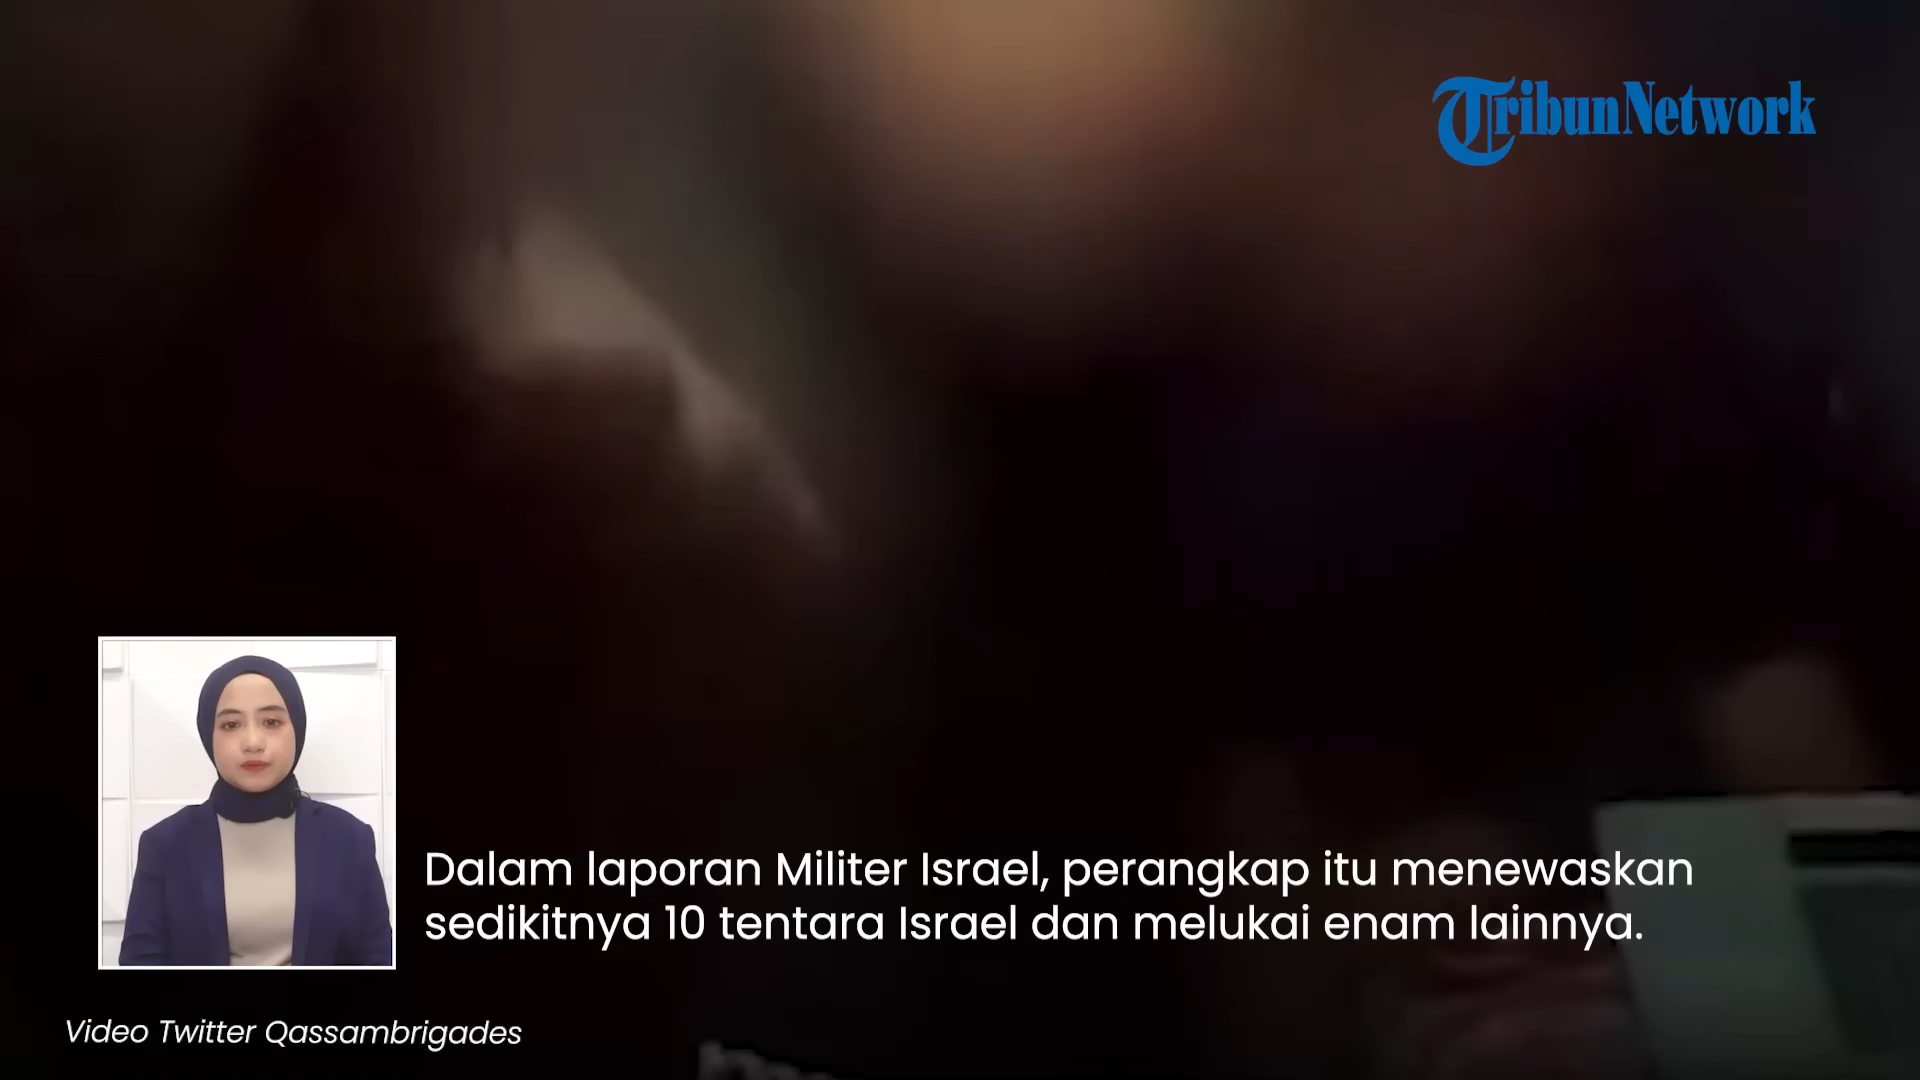 TribunNetwork
Dalam laporan Militer Israel, perangkap itu menewaskan
sedikitnya 10 tentara Israel dan melukai enam lainnya.
Video Twitter Qassambrigades